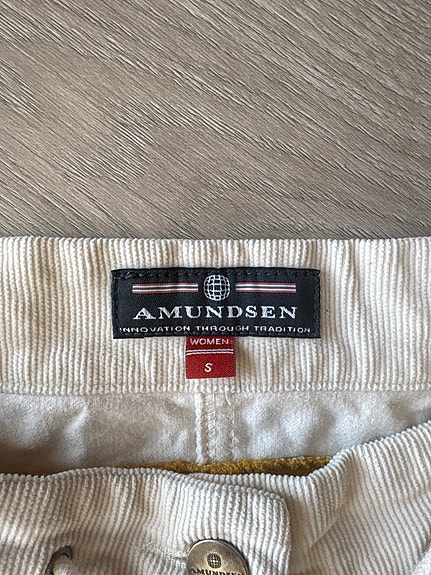 AMUNDSEN
INNOVATION THROUGH TRADITION
WOMEN
S
AMUNDSEN